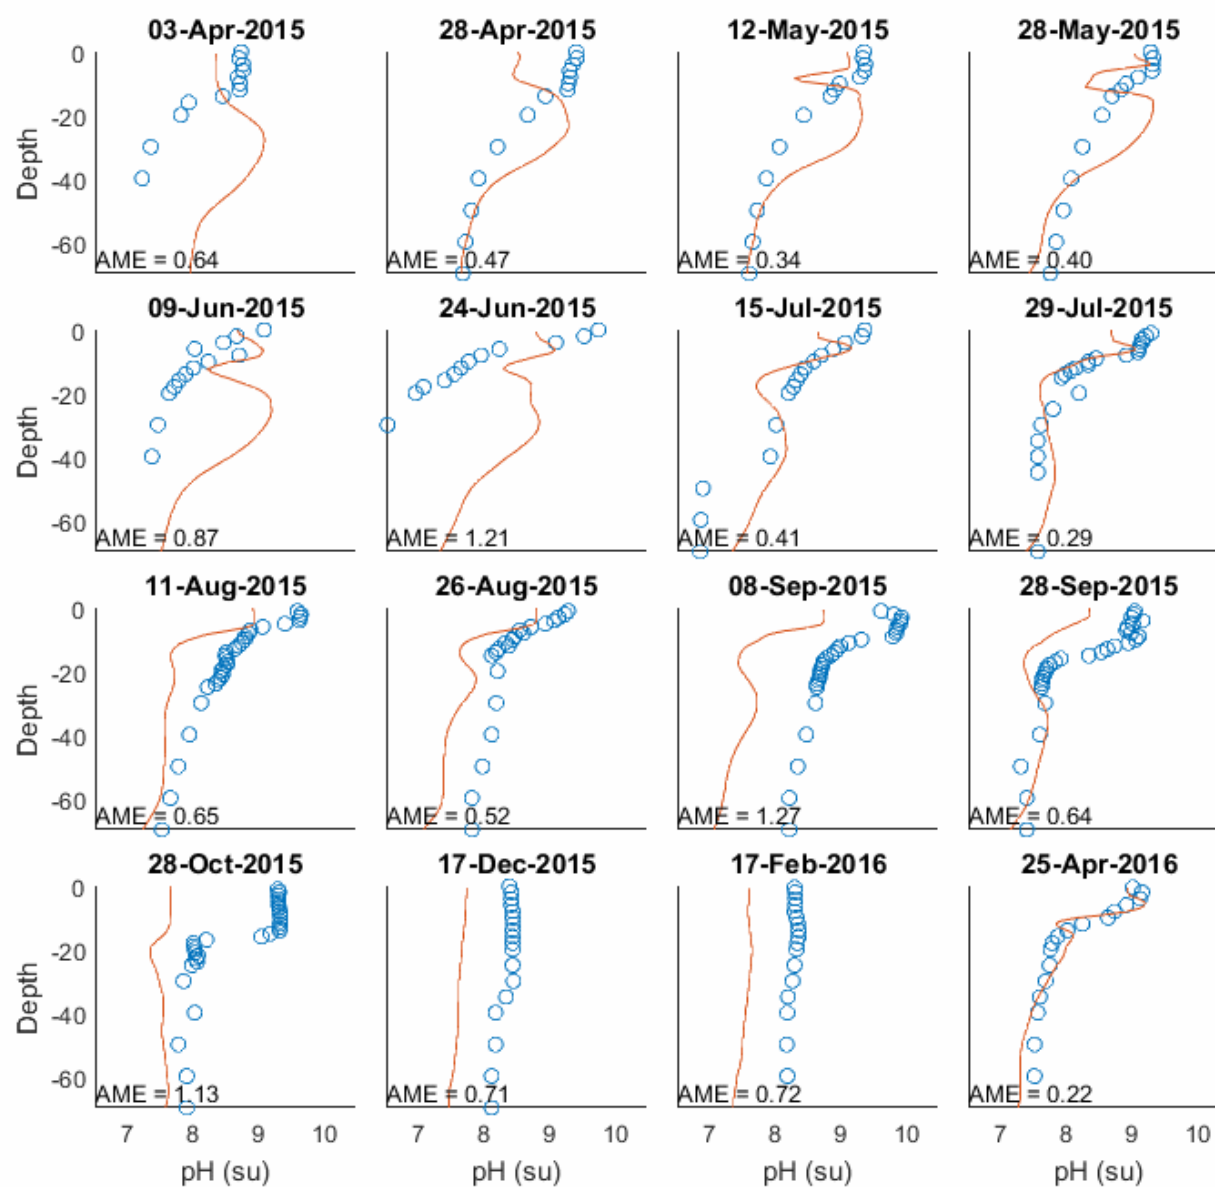 03-Apr-2015 28-Apr-2015 12-May-2015 28-May-2015
0
-20
-40
-60
Depth
AME = 0.64 AME = 0.47 AME = 0.34 AME = 0.40
09-Jun-2015 24-Jun-2015 15-Jul-2015 29-Jul-2015
0
-20
-40
-60
Depth
AME = 0.87 AME = 1.21 AME = 0.41 AME = 0.29
11-Aug-2015 26-Aug-2015 08-Sep-2015 28-Sep-2015
0
-20
-40
-60
Depth
AME = 0.65 AME = 0.52 AME = 1.27 AME = 0.64
28-Oct-2015 17-Dec-2015 17-Feb-2016 25-Apr-2016
0
-20
-40
-60
Depth
AME = 1.13 AME = 0.71 AME = 0.72 AME = 0.22
7 8 9 10 7 8 9 10 7 8 9 10 7 8 9 10
pH (su) pH (su) pH (su) pH (su)